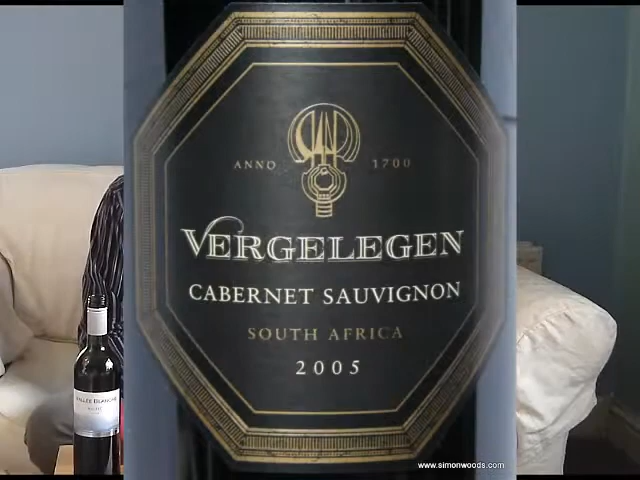 ANNO 1700
VERGELEGEN
CABERNET SAUVIGNON
SOUTH AFRICA
2005
www.simonwoods.com